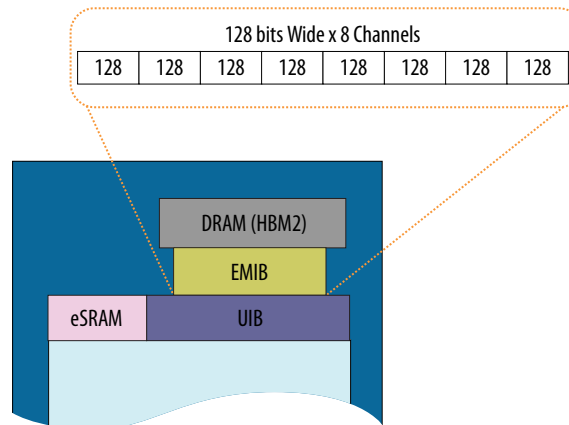 128 bits Wide x 8 Channels
128 128 128 128 128 128 128 128
DRAM (HBM2)
EMIB
eSRAM UIB